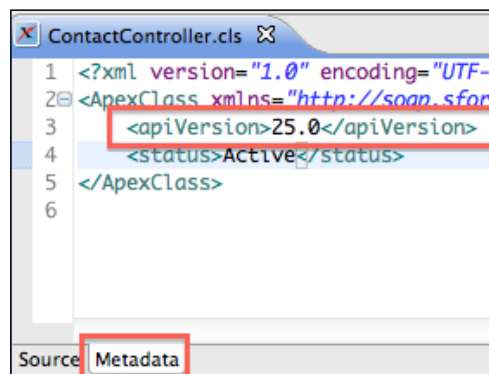 ContactController.cls
1 <?xml version="1.0" encoding="UTF-
2 <ApexClass xmlns="http://soap.sfor
3 <apiVersion>25.0</apiVersion>
4 <status>Active</status>
5 </ApexClass>
6
Source Metadata